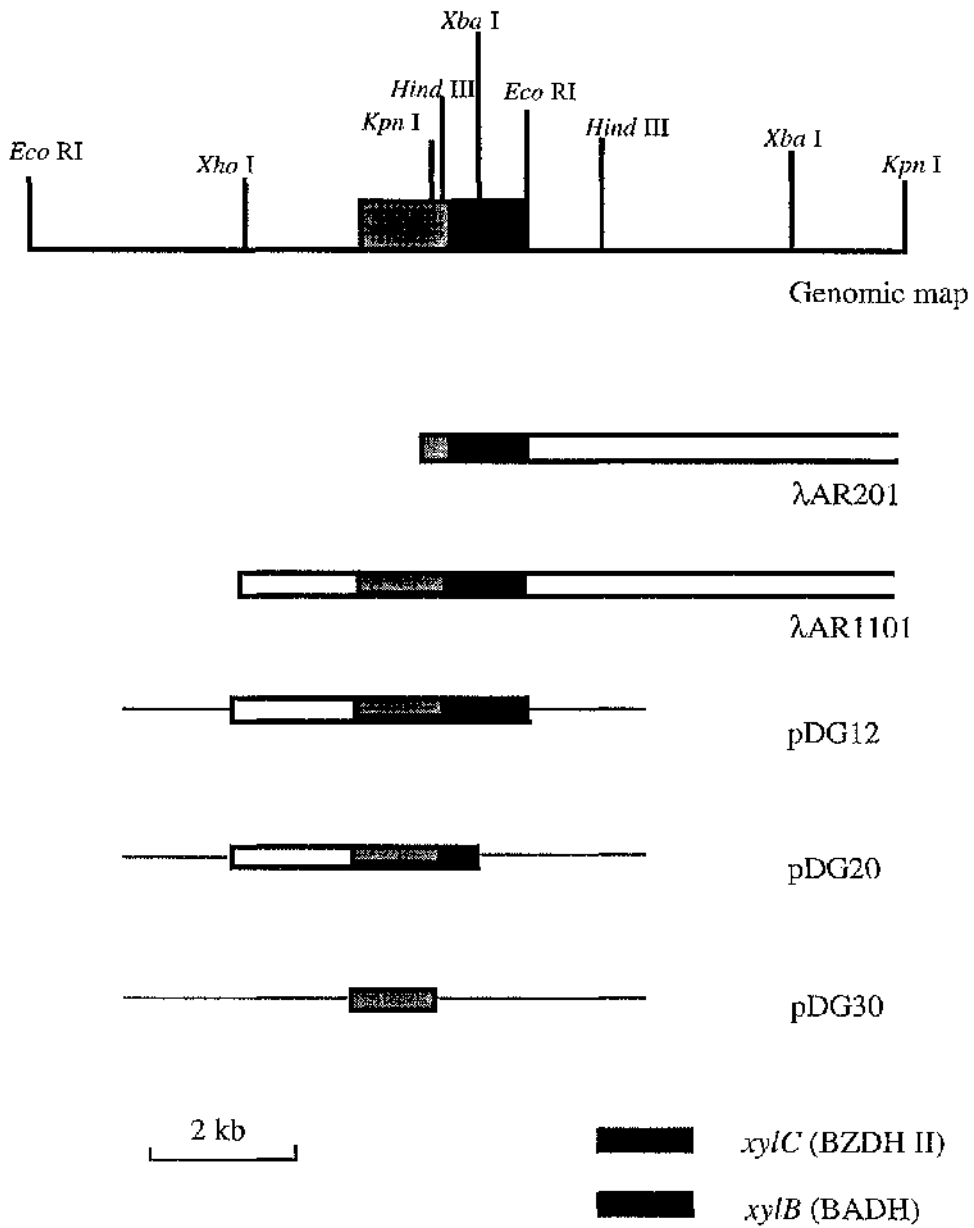 Xba I
Hind III
Eco RI
Kpn I
Hind III
Xba I
Eco RI
Xho I
Kpn I
Genomic map
λAR201
λAR1101
pDG12
pDG20
pDG30
2 kb
xylC (BZDH II)
xylB (BADH)